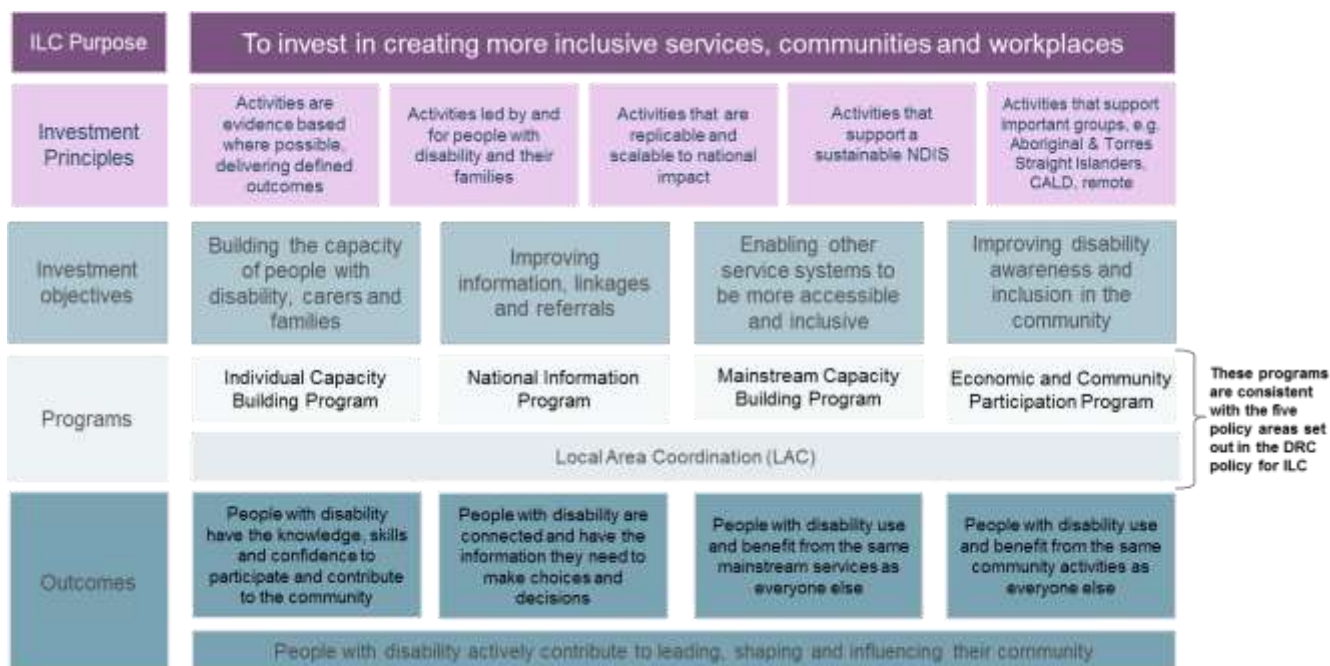 ILC Purpose
To invest in creating more inclusive services, communities and workplaces
Investment
Principles
Activities are
evidence based
where possible,
delivering defined
outcomes
Activities led by and
for people with
disability and their
families
Activities that are
replicable and
scalable to national
impact
Activities that
support a
sustainable NDIS
Activities that support
important groups, e.g.
Aboriginal & Torres
Straight Islanders,
CALD, remote
Investment
objectives
Building the capacity
of people with
disability, carers and
families
Improving
information, linkages
and referrals
Enabling other
service systems to
be more accessible
and inclusive
Improving disability
awareness and
inclusion in the
community
Programs
Individual Capacity
Building Program
National Information
Program
Mainstream Capacity
Building Program
Economic and Community
Participation Program
Local Area Coordination (LAC)
These programs
are consistent
with the five
policy areas set
out in the DRC
policy for ILC
Outcomes
People with disability
have the knowledge, skills
and confidence to
participate and contribute
to the community
People with disability are
connected and have the
information they need to
make choices and
decisions
People with disability use
and benefit from the same
mainstream services as
everyone else
People with disability use
and benefit from the same
community activities as
everyone else
People with disability actively contribute to leading, shaping and influencing their community